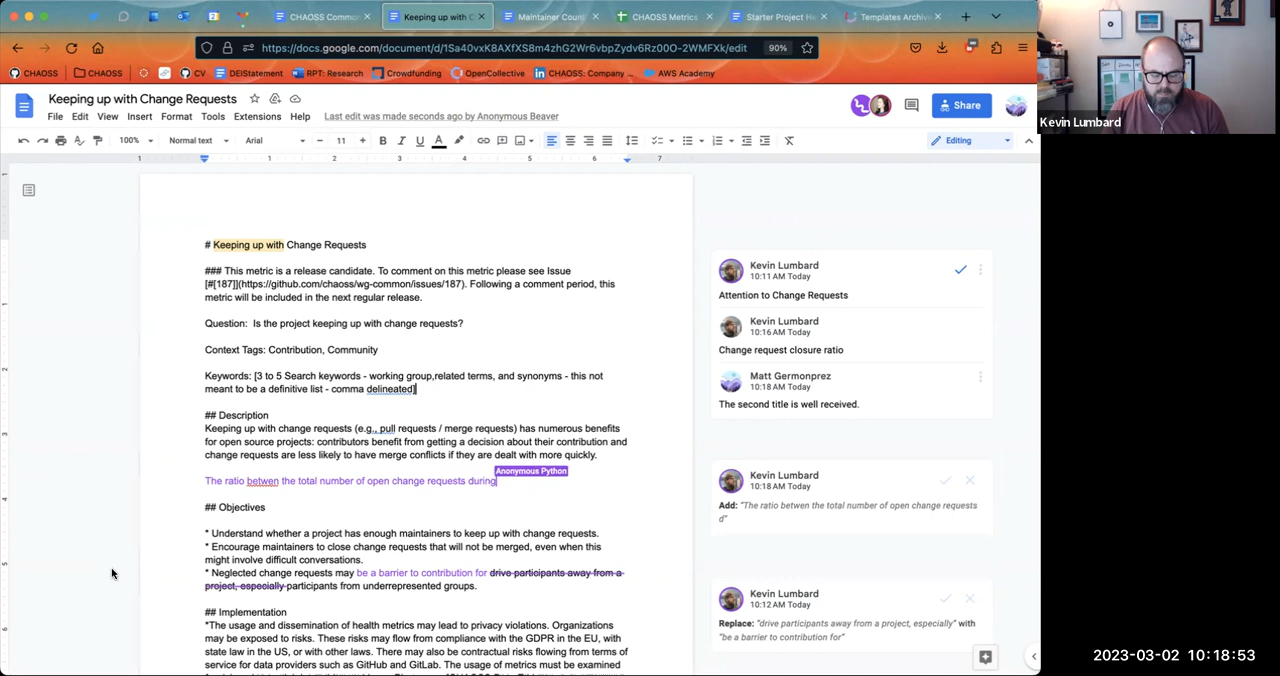 CHAOSS Commo
Keeping up with C
Maintainer Count
CHAOSS Metrics
Starter Project He
Templates Archiv
https://docs.google.com/document/d/1Sa40vxK8AXfXS8m4zhG2Wr6vbpZydv6Rz00O-2WMFXk/edit
90%
CHAOSS
CHAOSS
CV
DEIStatement
RPT: Research
Crowdfunding
OpenCollective
CHAOSS: Company ...
AWS Academy
Keeping up with Change Requests
File Edit View Insert Format Tools Extensions Help Last edit was made seconds ago by Anonymous Beaver
Share
100% Normal text Arial 11 Editing
# Keeping up with Change Requests
### This metric is a release candidate. To comment on this metric please see Issue
[#[187]](https://github.com/chaoss/wg-common/issues/187). Following a comment period, this
metric will be included in the next regular release.
Question:  Is the project keeping up with change requests?
Context Tags: Contribution, Community
Keywords: [3 to 5 Search keywords - working group,related terms, and synonyms - this not
meant to be a definitive list - comma delineated]
## Description
Keeping up with change requests (e.g., pull requests / merge requests) has numerous benefits
for open source projects: contributors benefit from getting a decision about their contribution and
change requests are less likely to have merge conflicts if they are dealt with more quickly.
Anonymous Python
The ratio betwen the total number of open change requests during
## Objectives
* Understand whether a project has enough maintainers to keep up with change requests.
* Encourage maintainers to close change requests that will not be merged, even when this
might involve difficult conversations.
* Neglected change requests may be a barrier to contribution for drive participants away from a
project, especially participants from underrepresented groups.
## Implementation
*The usage and dissemination of health metrics may lead to privacy violations. Organizations
may be exposed to risks. These risks may flow from compliance with the GDPR in the EU, with
state law in the US, or with other laws. There may also be contractual risks flowing from terms of
service for data providers such as GitHub and GitLab. The usage of metrics must be examined
Kevin Lumbard
10:11 AM Today
Attention to Change Requests
Kevin Lumbard
10:16 AM Today
Change request closure ratio
Matt Germonprez
10:18 AM Today
The second title is well received.
Kevin Lumbard
10:18 AM Today
Add: "The ratio betwen the total number of open change requests
d"
Kevin Lumbard
10:12 AM Today
Replace: "drive participants away from a project, especially" with
"be a barrier to contribution for"
Kevin Lumbard
2023-03-02 10:18:53